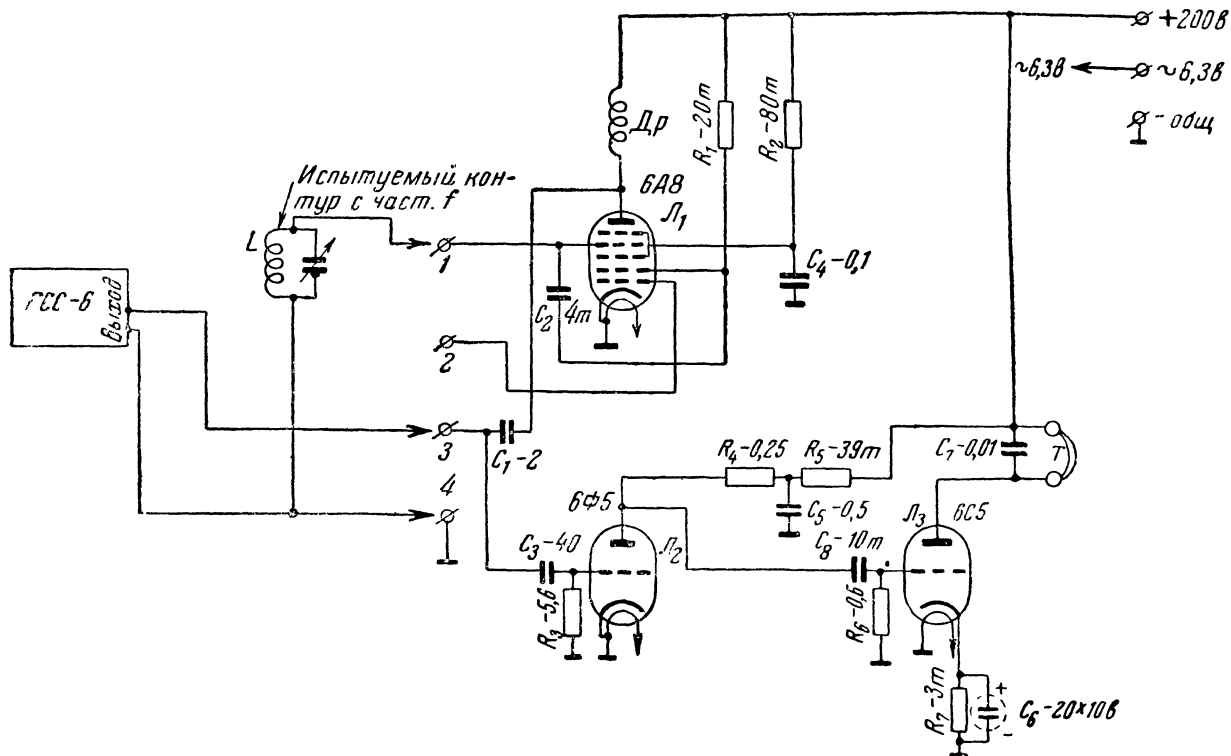 +200в
~6,3в
~6,3в
- общ
Др
R₁-20т
R₂-80т
Испытуемый кон-
тур с част. f
6А8
Л₁
L
1
C₄-0,1
ГСС-6
Выход
C₂
4т
2
3
C₁-2
4
R₄-0,25
R₅-39т
C₇-0,01
Т
6Ф5
C₅-0,5
Л₃
6С5
C₃-40
Л₂
C₈-10т
R₃-5,6
R₆-0,6
R₇-3т
+
C₆-20×10в
-